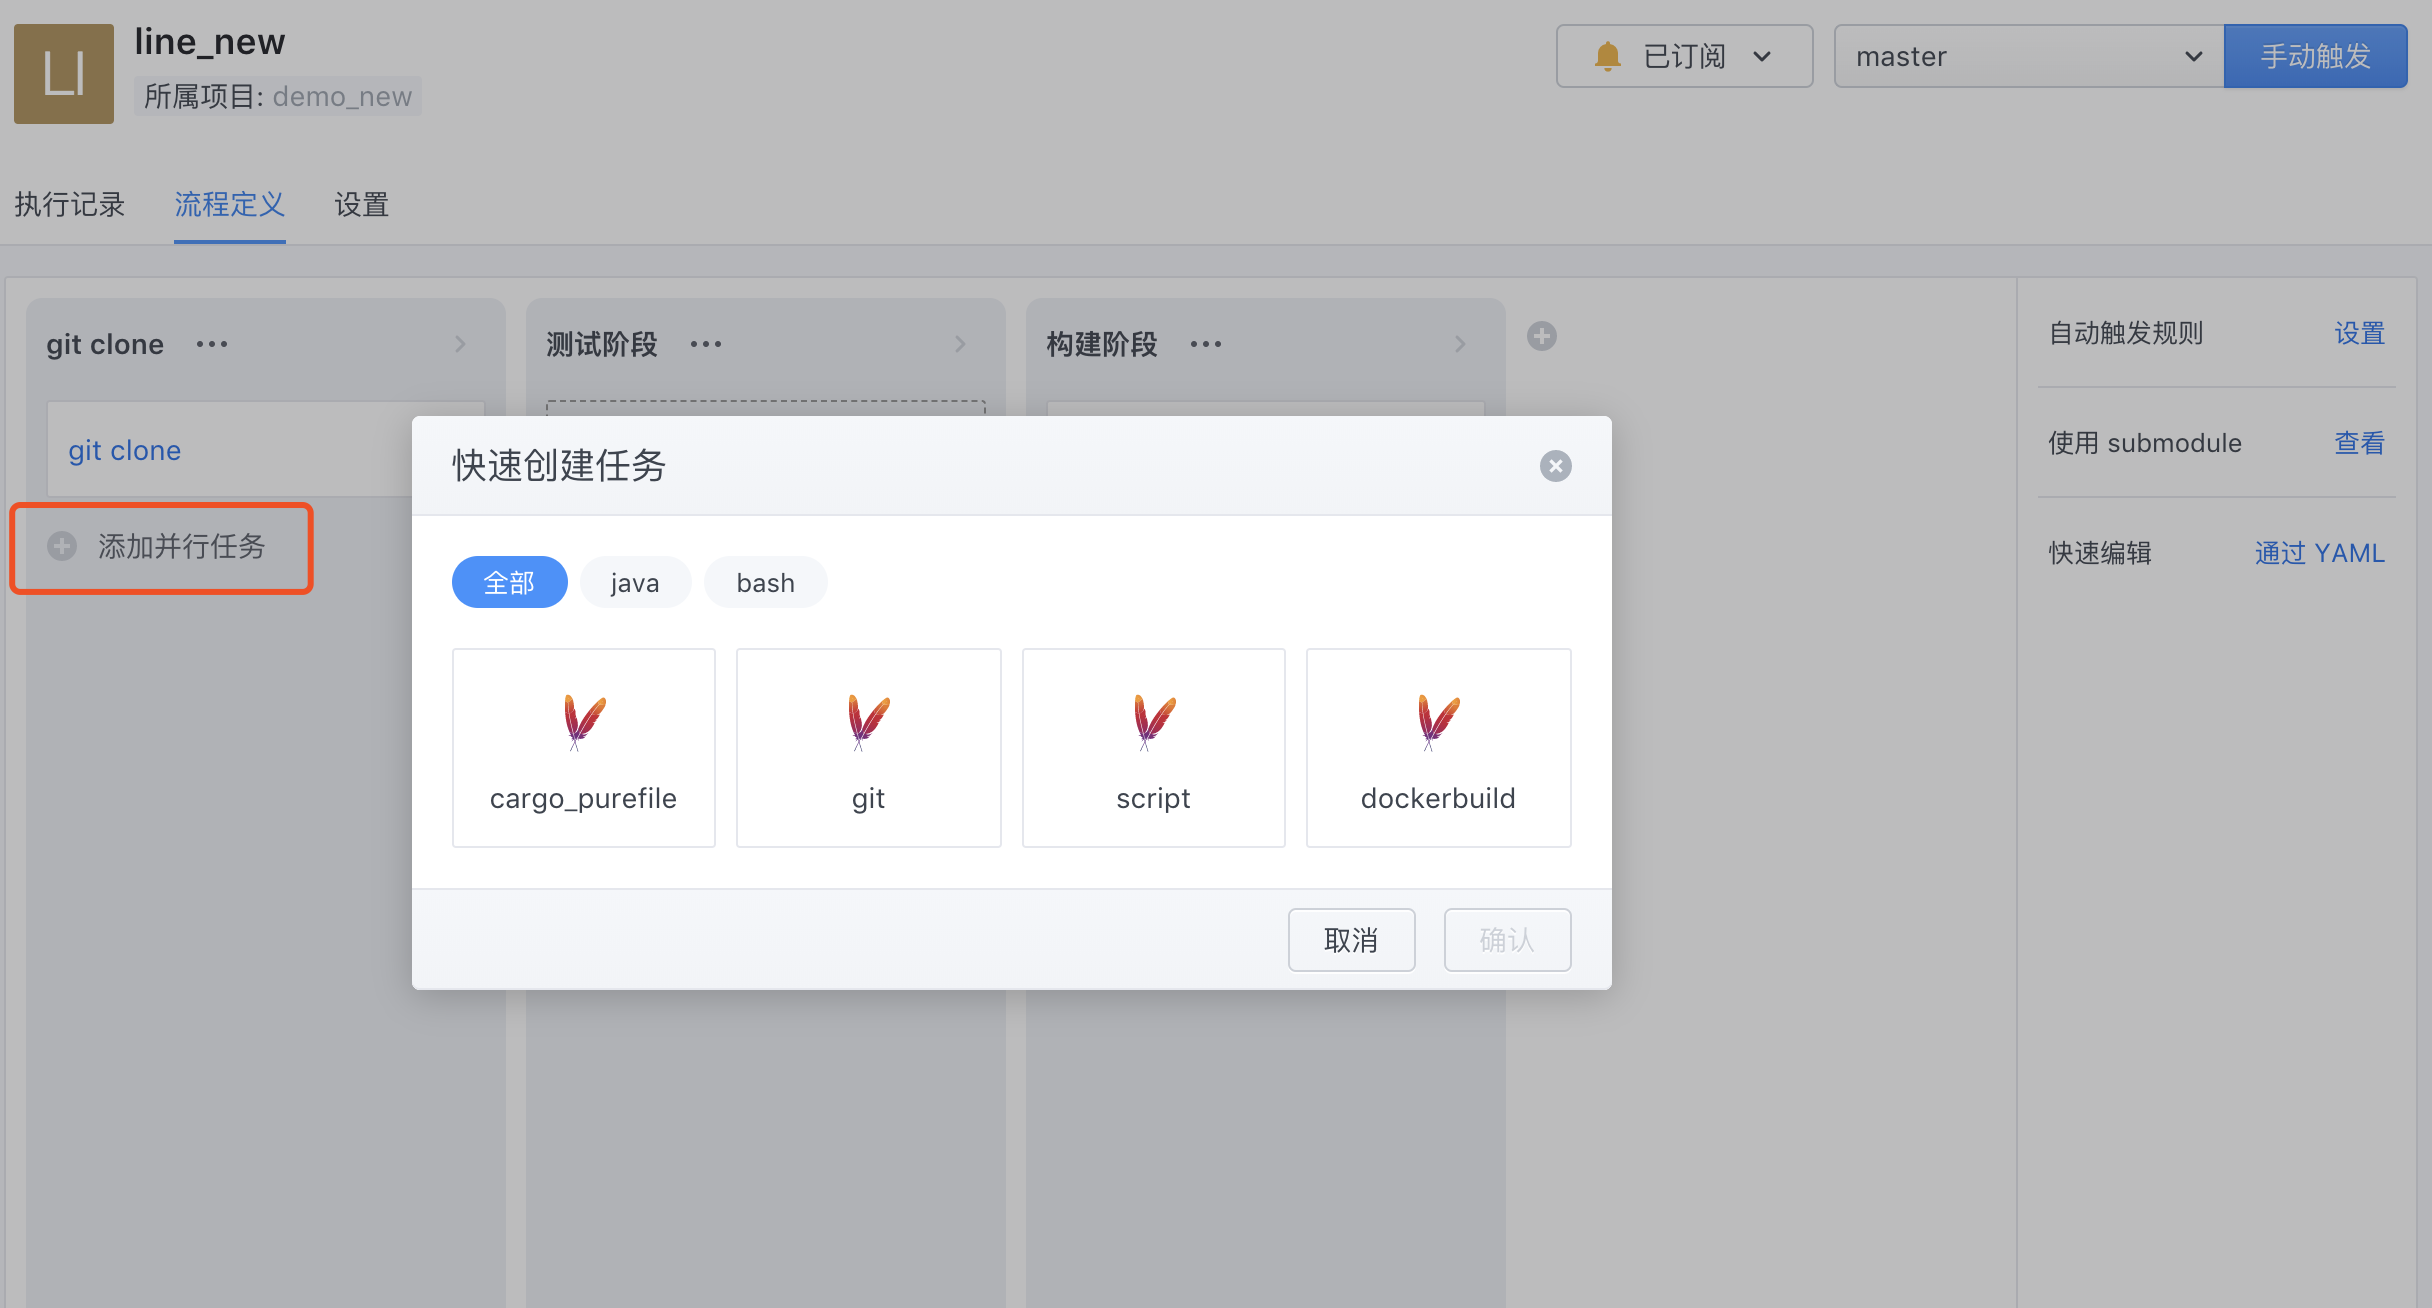 LI
line_new
所属项目: demo_new
已订阅
master
手动触发
执行记录
流程定义
设置
git clone
测试阶段
构建阶段
git clone
添加并行任务
自动触发规则
设置
使用 submodule
查看
快速编辑
通过 YAML
快速创建任务
全部
java
bash
cargo_purefile
git
script
dockerbuild
取消
确认